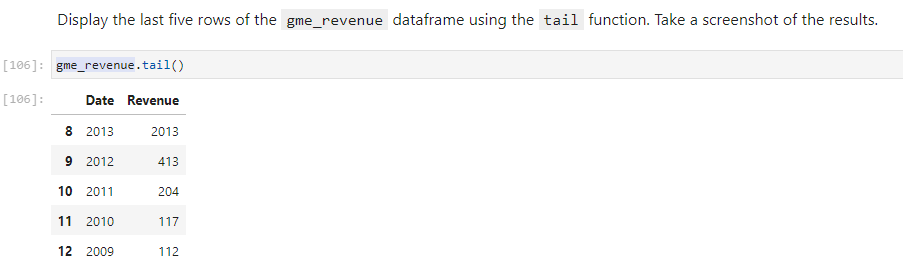 Display the last five rows of the gme_revenue dataframe using the tail function. Take a screenshot of the results.
[106]: gme_revenue.tail()
[106]: Date Revenue
8 2013 2013
9 2012 413
10 2011 204
11 2010 117
12 2009 112